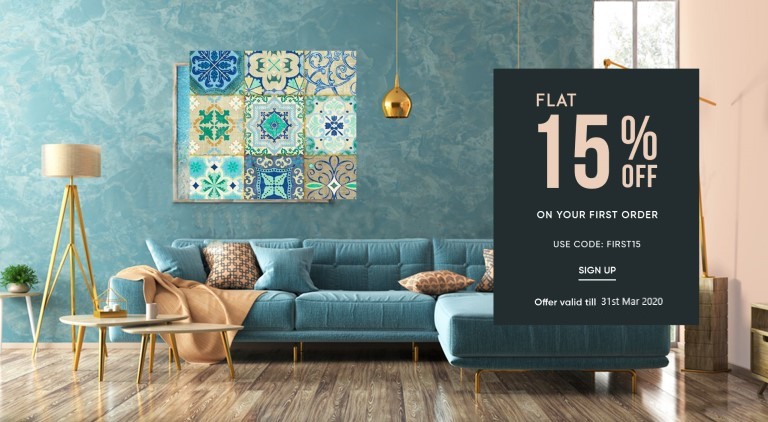 FLAT
15% OFF
ON YOUR FIRST ORDER
USE CODE: FIRST15
SIGN UP
Offer valid till 31st Mar 2020